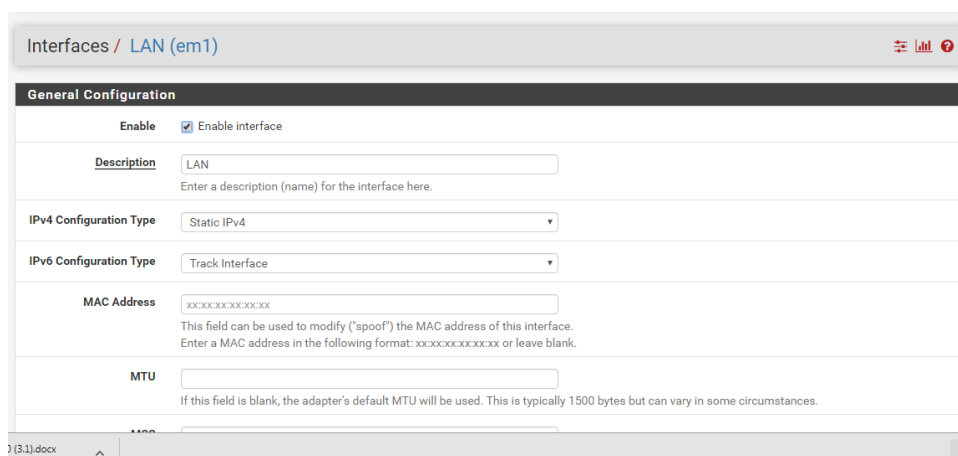 Interfaces / LAN (em1)
General Configuration
Enable Enable interface
Description LAN
Enter a description (name) for the interface here.
IPv4 Configuration Type Static IPv4
IPv6 Configuration Type Track Interface
MAC Address xx:xx:xx:xx:xx:xx
This field can be used to modify ("spoof") the MAC address of this interface.
Enter a MAC address in the following format: xx:xx:xx:xx:xx:xx or leave blank.
MTU
If this field is blank, the adapter's default MTU will be used. This is typically 1500 bytes but can vary in some circumstances.
MSS
(3.1).docx